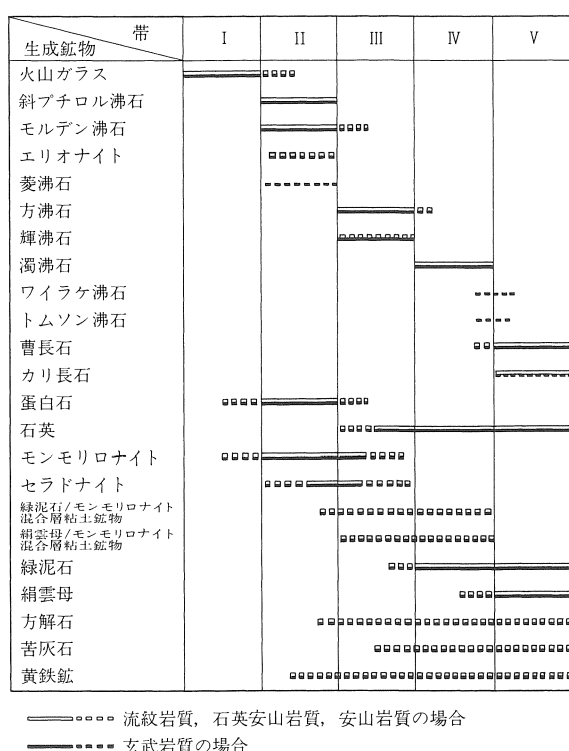 帯
生成鉱物
I II III IV V
火山ガラス
斜プチロル沸石
モルデン沸石
エリオナイト
菱沸石
方沸石
輝沸石
濁沸石
ワイラケ沸石
トムソン沸石
曹長石
カリ長石
蛋白石
石英
モンモリロナイト
セラドナイト
緑泥石/モンモリロナイト
混合層粘土鉱物
絹雲母/モンモリロナイト
混合層粘土鉱物
緑泥石
絹雲母
方解石
苦灰石
黄鉄鉱
流紋岩質，石英安山岩質，安山岩質の場合
玄武岩質の場合